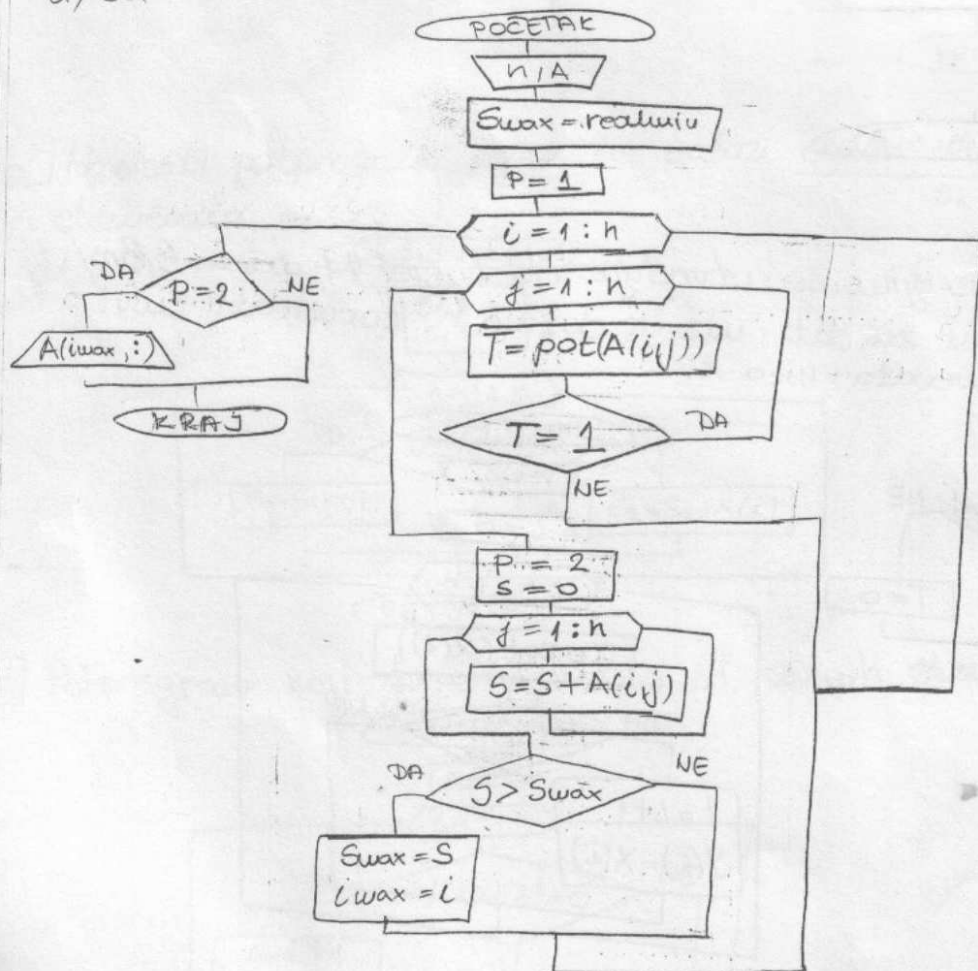 POČETAK
n, A
Smax = realmin
P = 1
i = 1 : n
j = 1 : n
T = pot(A(i,j))
T = 1
DA
NE
P = 2
DA
NE
A(imax, :)
KRAJ
P = 2
S = 0
j = 1 : n
S = S + A(i,j)
S > Smax
DA
NE
Smax = S
imax = i